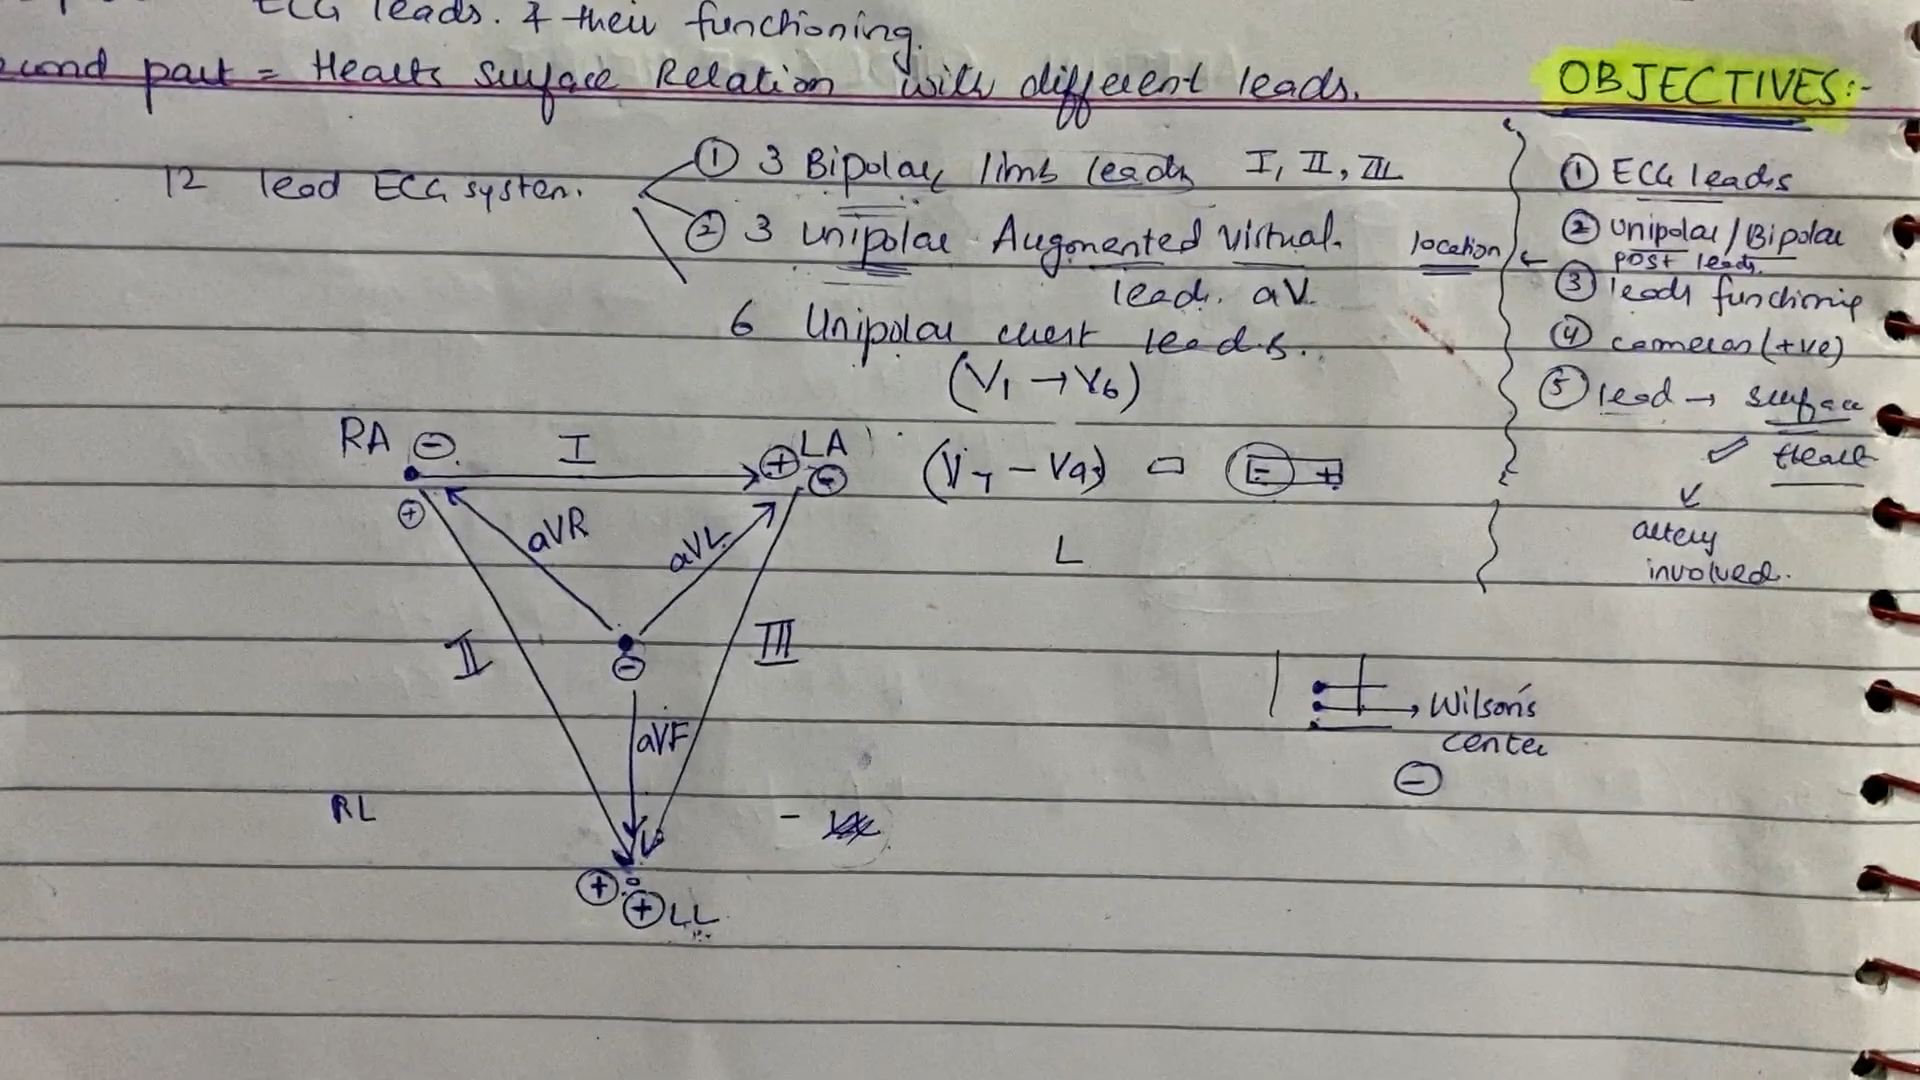 ECG leads. & their functioning.
second part = Hearts Surface Relation with different leads.
OBJECTIVES:-
12 lead ECG system.
① 3 Bipolar limb leads I, II, III
② 3 unipolar Augmented virtual.
lead. aV
6 Unipolar chest leads.
(V1 → V6)
location
① ECG leads
② Unipolar/Bipolar
post leads.
③ leads functioning
④ cameras (+ve)
⑤ lead → surface
Heart
artery
involved.
RA ⊖ I ⊕ LA
⊖
(V7 – V9) - +
⊕
aVR aVL
L
II III
⊖
aVF
Wilson's
center
⊖
RL
⊕
⊕ LL